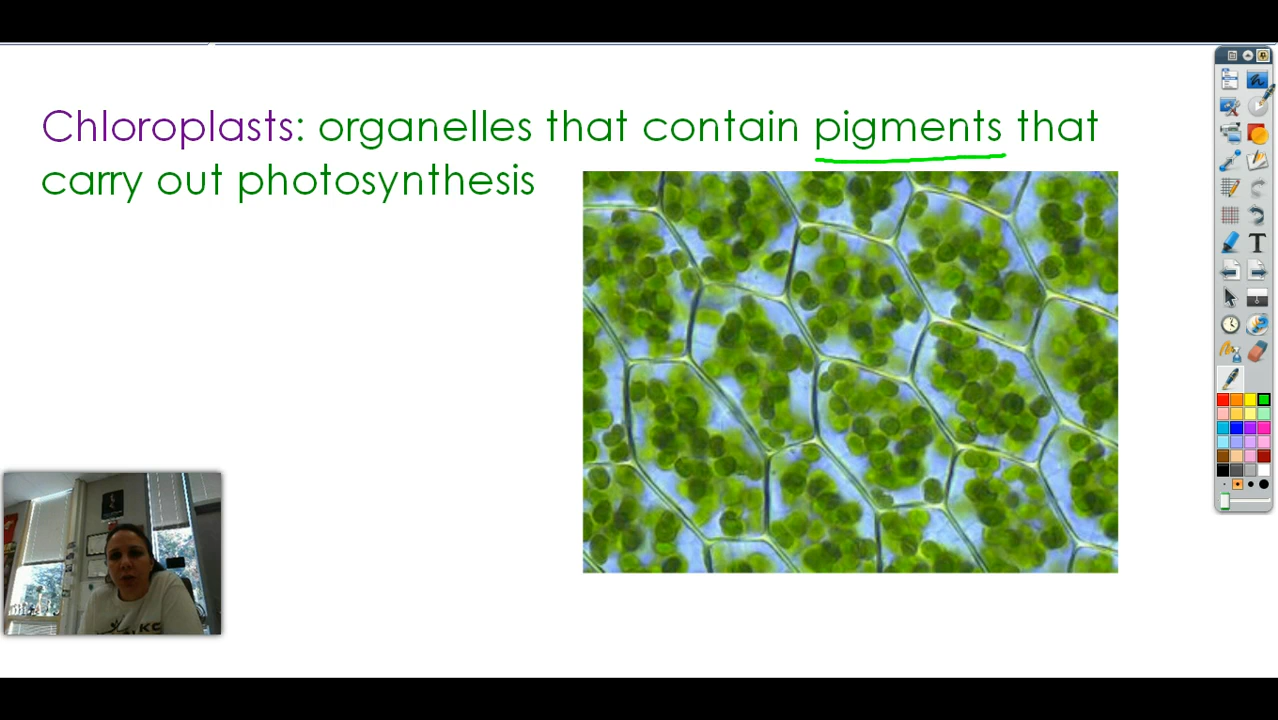 Chloroplasts: organelles that contain pigments that
carry out photosynthesis